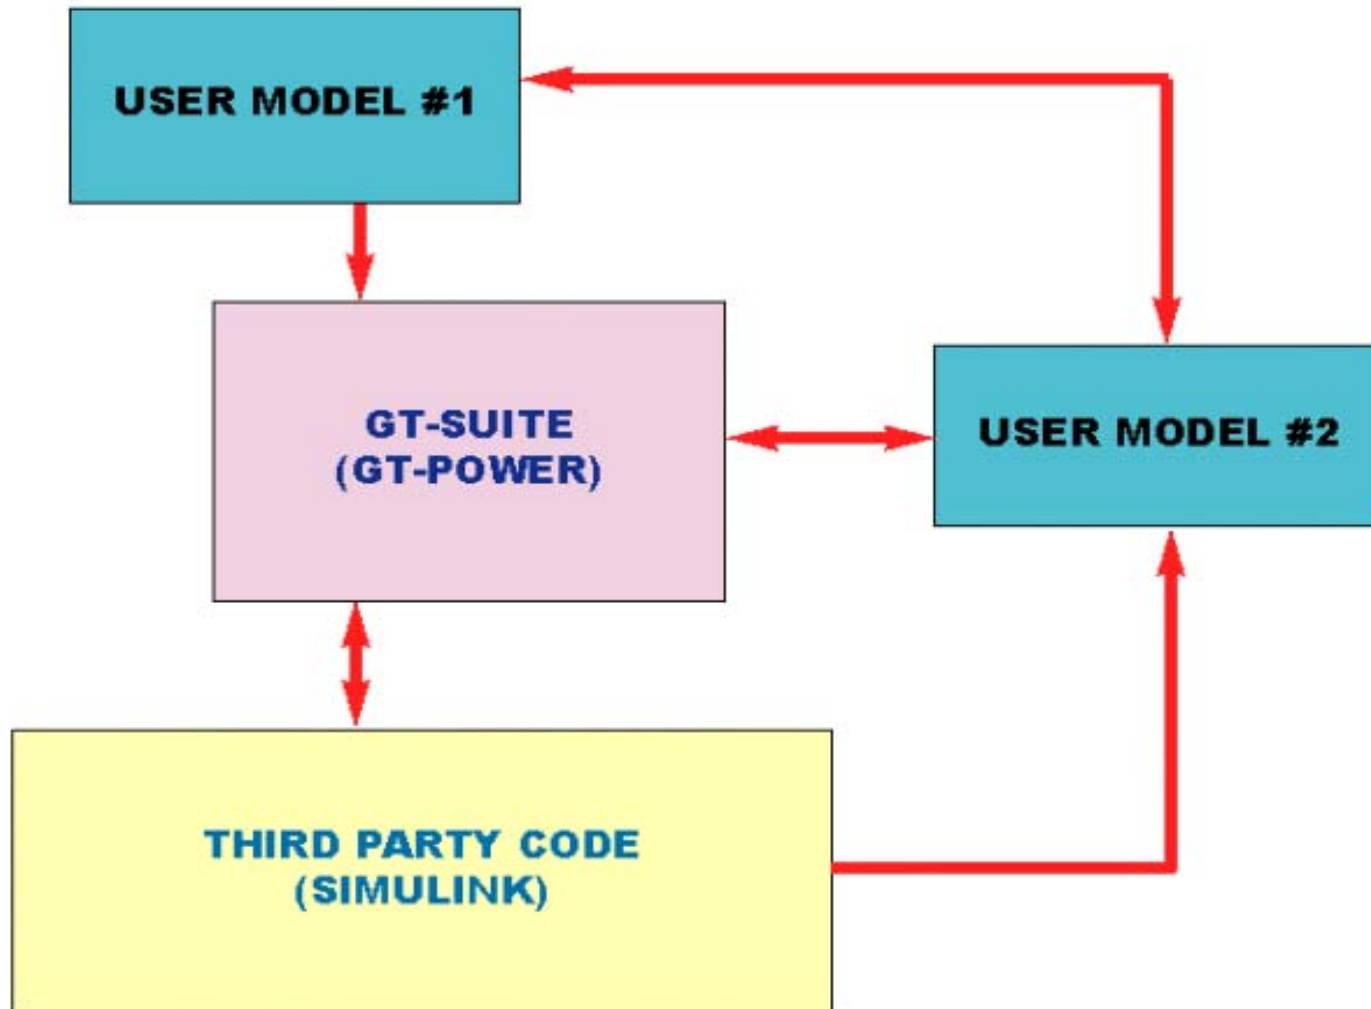 USER MODEL #1
GT-SUITE
(GT-POWER)
USER MODEL #2
THIRD PARTY CODE
(SIMULINK)